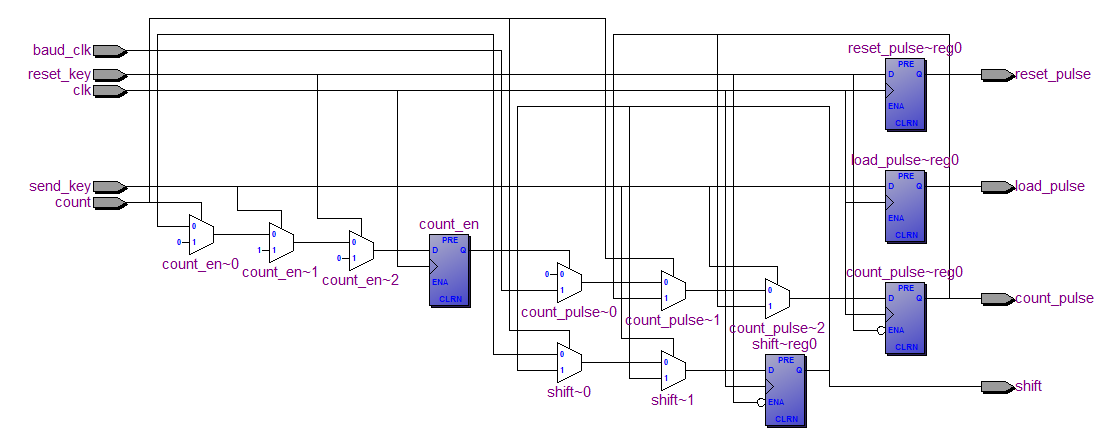 baud_clk
reset_key
clk
send_key
count
0
1
0
count_en~0
0
1
1
count_en~1
0
1
0
count_en~2
count_en
PRE
D
Q
ENA
CLRN
0
0
1
count_pulse~0
0
1
count_pulse~1
0
1
count_pulse~2
0
1
shift~0
0
1
shift~1
shift~reg0
PRE
D
Q
ENA
CLRN
reset_pulse~reg0
PRE
D
Q
ENA
CLRN
reset_pulse
load_pulse~reg0
PRE
D
Q
ENA
CLRN
load_pulse
count_pulse~reg0
PRE
D
Q
ENA
CLRN
count_pulse
shift